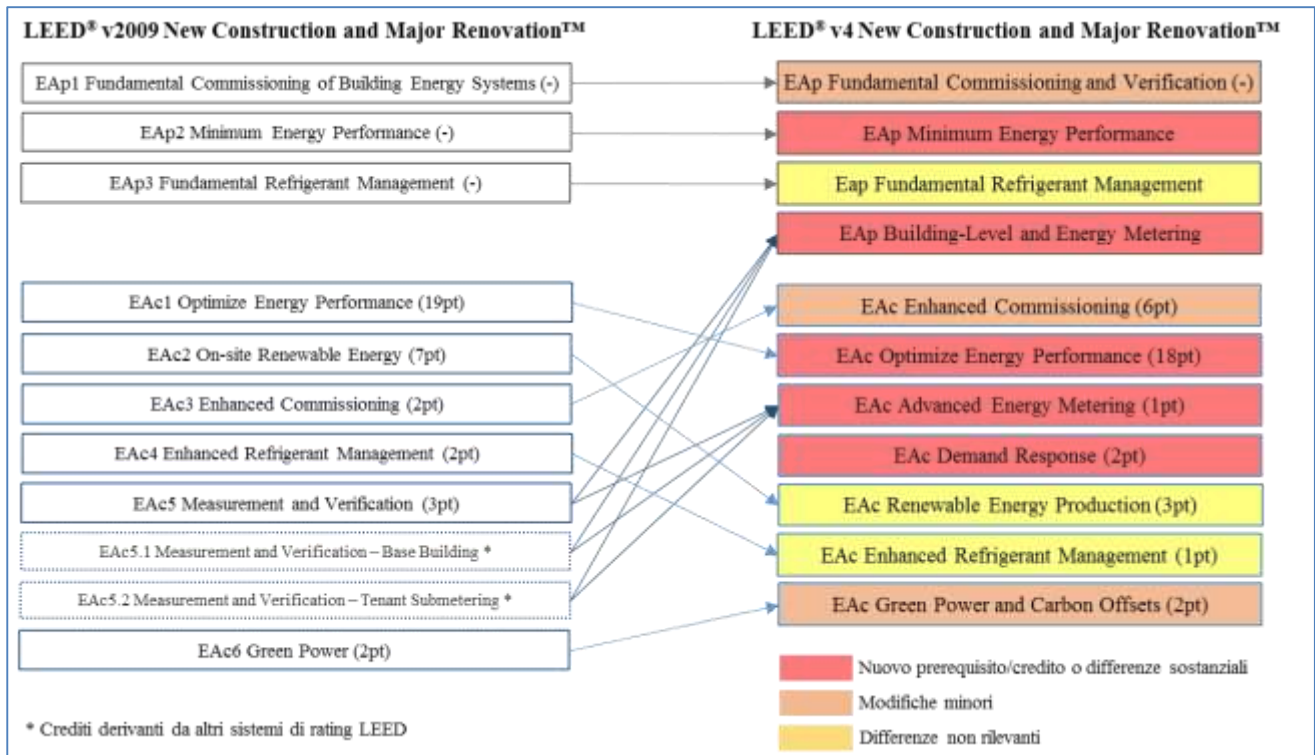 LEED® v2009 New Construction and Major Renovation™
EAp1 Fundamental Commissioning of Building Energy Systems (-)
EAp2 Minimum Energy Performance (-)
EAp3 Fundamental Refrigerant Management (-)
EAc1 Optimize Energy Performance (19pt)
EAc2 On-site Renewable Energy (7pt)
EAc3 Enhanced Commissioning (2pt)
EAc4 Enhanced Refrigerant Management (2pt)
EAc5 Measurement and Verification (3pt)
EAc5.1 Measurement and Verification – Base Building *
EAc5.2 Measurement and Verification – Tenant Submetering *
EAc6 Green Power (2pt)
* Crediti derivanti da altri sistemi di rating LEED
LEED® v4 New Construction and Major Renovation™
EAp Fundamental Commissioning and Verification (-)
EAp Minimum Energy Performance
Eap Fundamental Refrigerant Management
EAp Building-Level and Energy Metering
EAc Enhanced Commissioning (6pt)
EAc Optimize Energy Performance (18pt)
EAc Advanced Energy Metering (1pt)
EAc Demand Response (2pt)
EAc Renewable Energy Production (3pt)
EAc Enhanced Refrigerant Management (1pt)
EAc Green Power and Carbon Offsets (2pt)
Nuovo prerequisito/credito o differenze sostanziali
Modifiche minori
Differenze non rilevanti